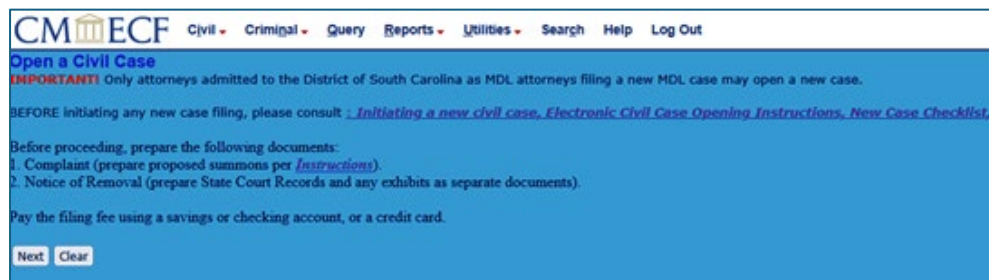 CM ECF Civil Criminal Query Reports Utilities Search Help Log Out
Open a Civil Case
IMPORTANT! Only attorneys admitted to the District of South Carolina as MDL attorneys filing a new MDL case may open a new case.
BEFORE initiating any new case filing, please consult : Initiating a new civil case, Electronic Civil Case Opening Instructions, New Case Checklist,
Before proceeding, prepare the following documents:
1. Complaint (prepare proposed summons per Instructions).
2. Notice of Removal (prepare State Court Records and any exhibits as separate documents).
Pay the filing fee using a savings or checking account, or a credit card.
Next Clear